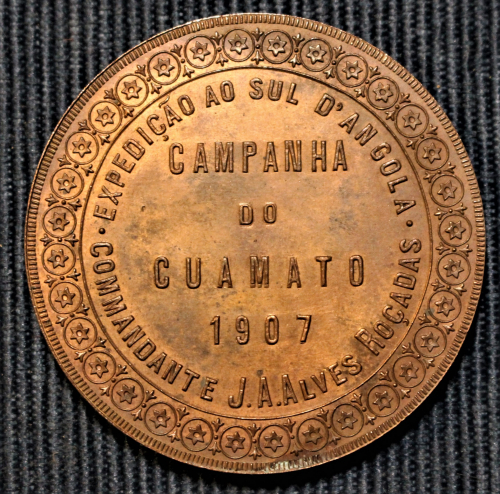 EXPEDIÇÃO AO SUL D'ANGOLA
CAMPANHA
DO
CUAMATO
1907
COMMANDANTE J.A.ALVES ROÇADAS